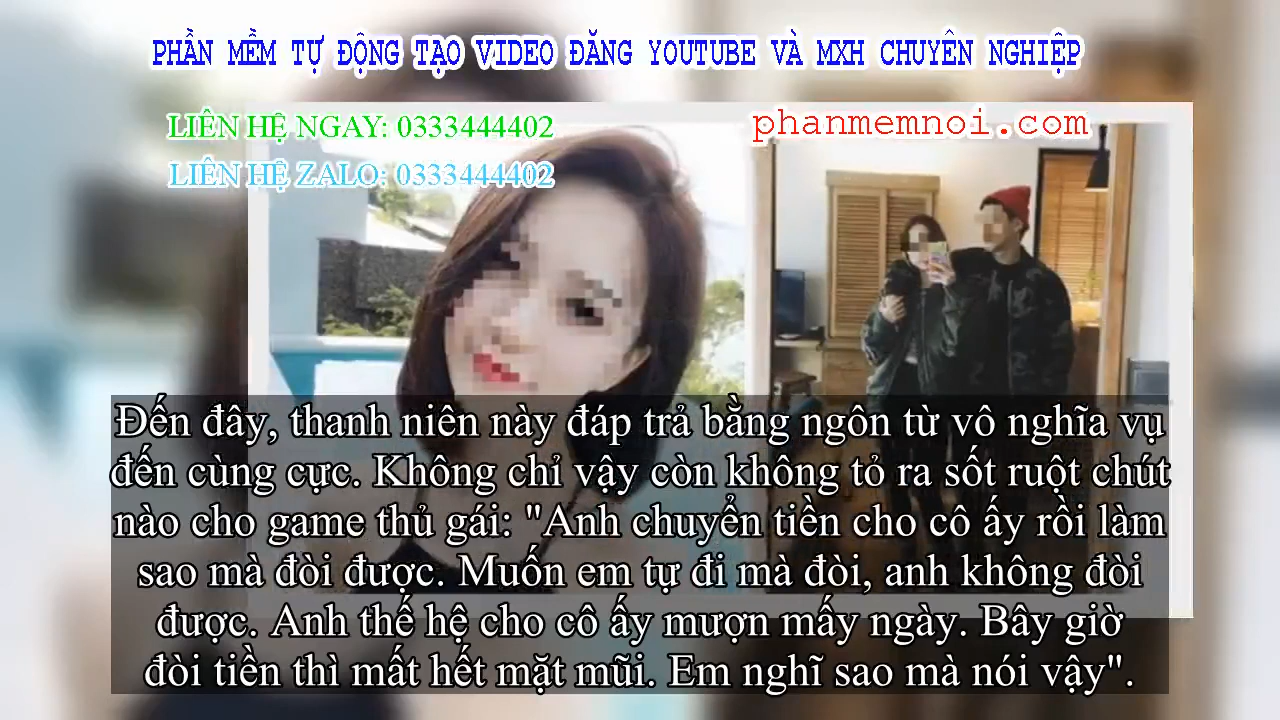 PHẦN MỀM TỰ ĐỘNG TẠO VIDEO ĐĂNG YOUTUBE VÀ MXH CHUYÊN NGHIỆP
LIÊN HỆ NGAY: 0333444402
phanmemnoi.com
LIÊN HỆ ZALO: 0333444402
Đến đây, thanh niên này đáp trả bằng ngôn từ vô nghĩa vụ
đến cùng cực. Không chỉ vậy còn không tỏ ra sốt ruột chút
nào cho game thủ gái: "Anh chuyển tiền cho cô ấy rồi làm
sao mà đòi được. Muốn em tự đi mà đòi, anh không đòi
được. Anh thế hệ cho cô ấy mượn mấy ngày. Bây giờ
đòi tiền thì mất hết mặt mũi. Em nghĩ sao mà nói vậy".